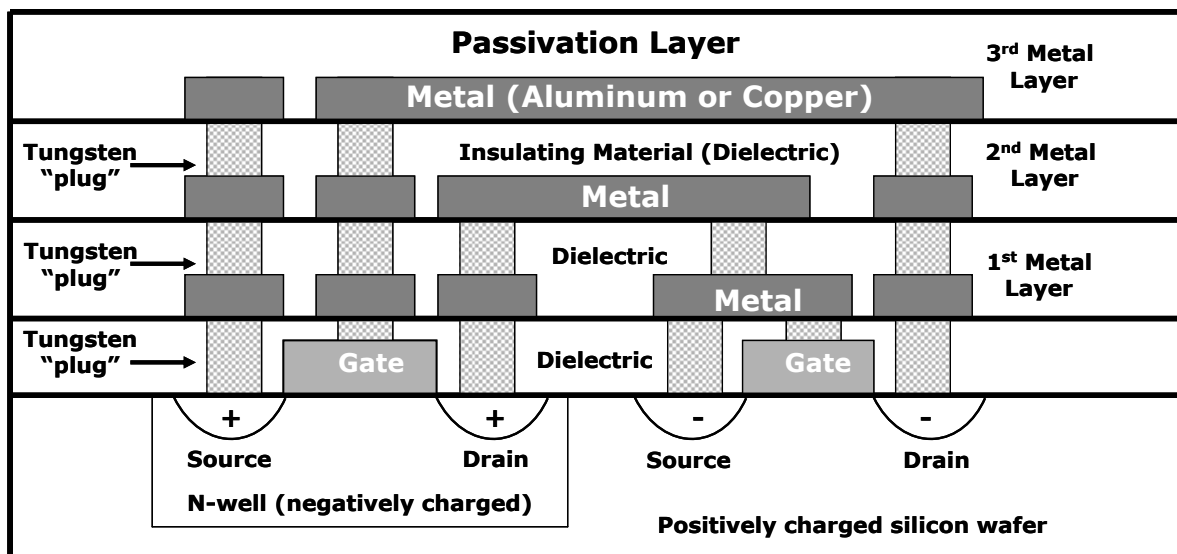 Passivation Layer
3rd Metal
Layer
Metal (Aluminum or Copper)
Tungsten
“plug”
Insulating Material (Dielectric)
2nd Metal
Layer
Metal
Tungsten
“plug”
Dielectric
1st Metal
Layer
Metal
Tungsten
“plug”
Gate
Dielectric
Gate
+
+
-
-
Source
Drain
Source
Drain
N-well (negatively charged)
Positively charged silicon wafer